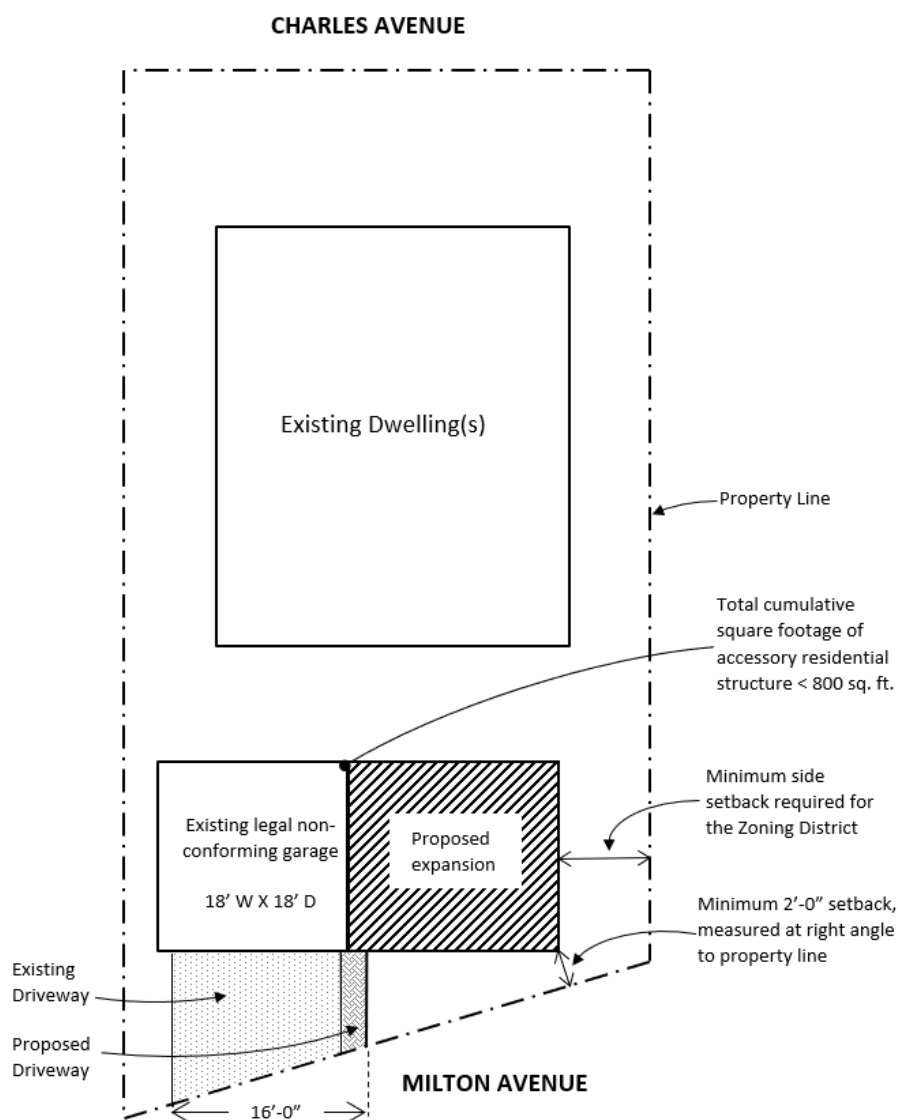 CHARLES AVENUE
Existing Dwelling(s)
Property Line
Total cumulative
square footage of
accessory residential
structure < 800 sq. ft.
Existing legal non-
conforming garage
18’ W X 18’ D
Proposed
expansion
Minimum side
setback required for
the Zoning District
Minimum 2’-0” setback,
measured at right angle
to property line
Existing
Driveway
Proposed
Driveway
MILTON AVENUE
16’-0”